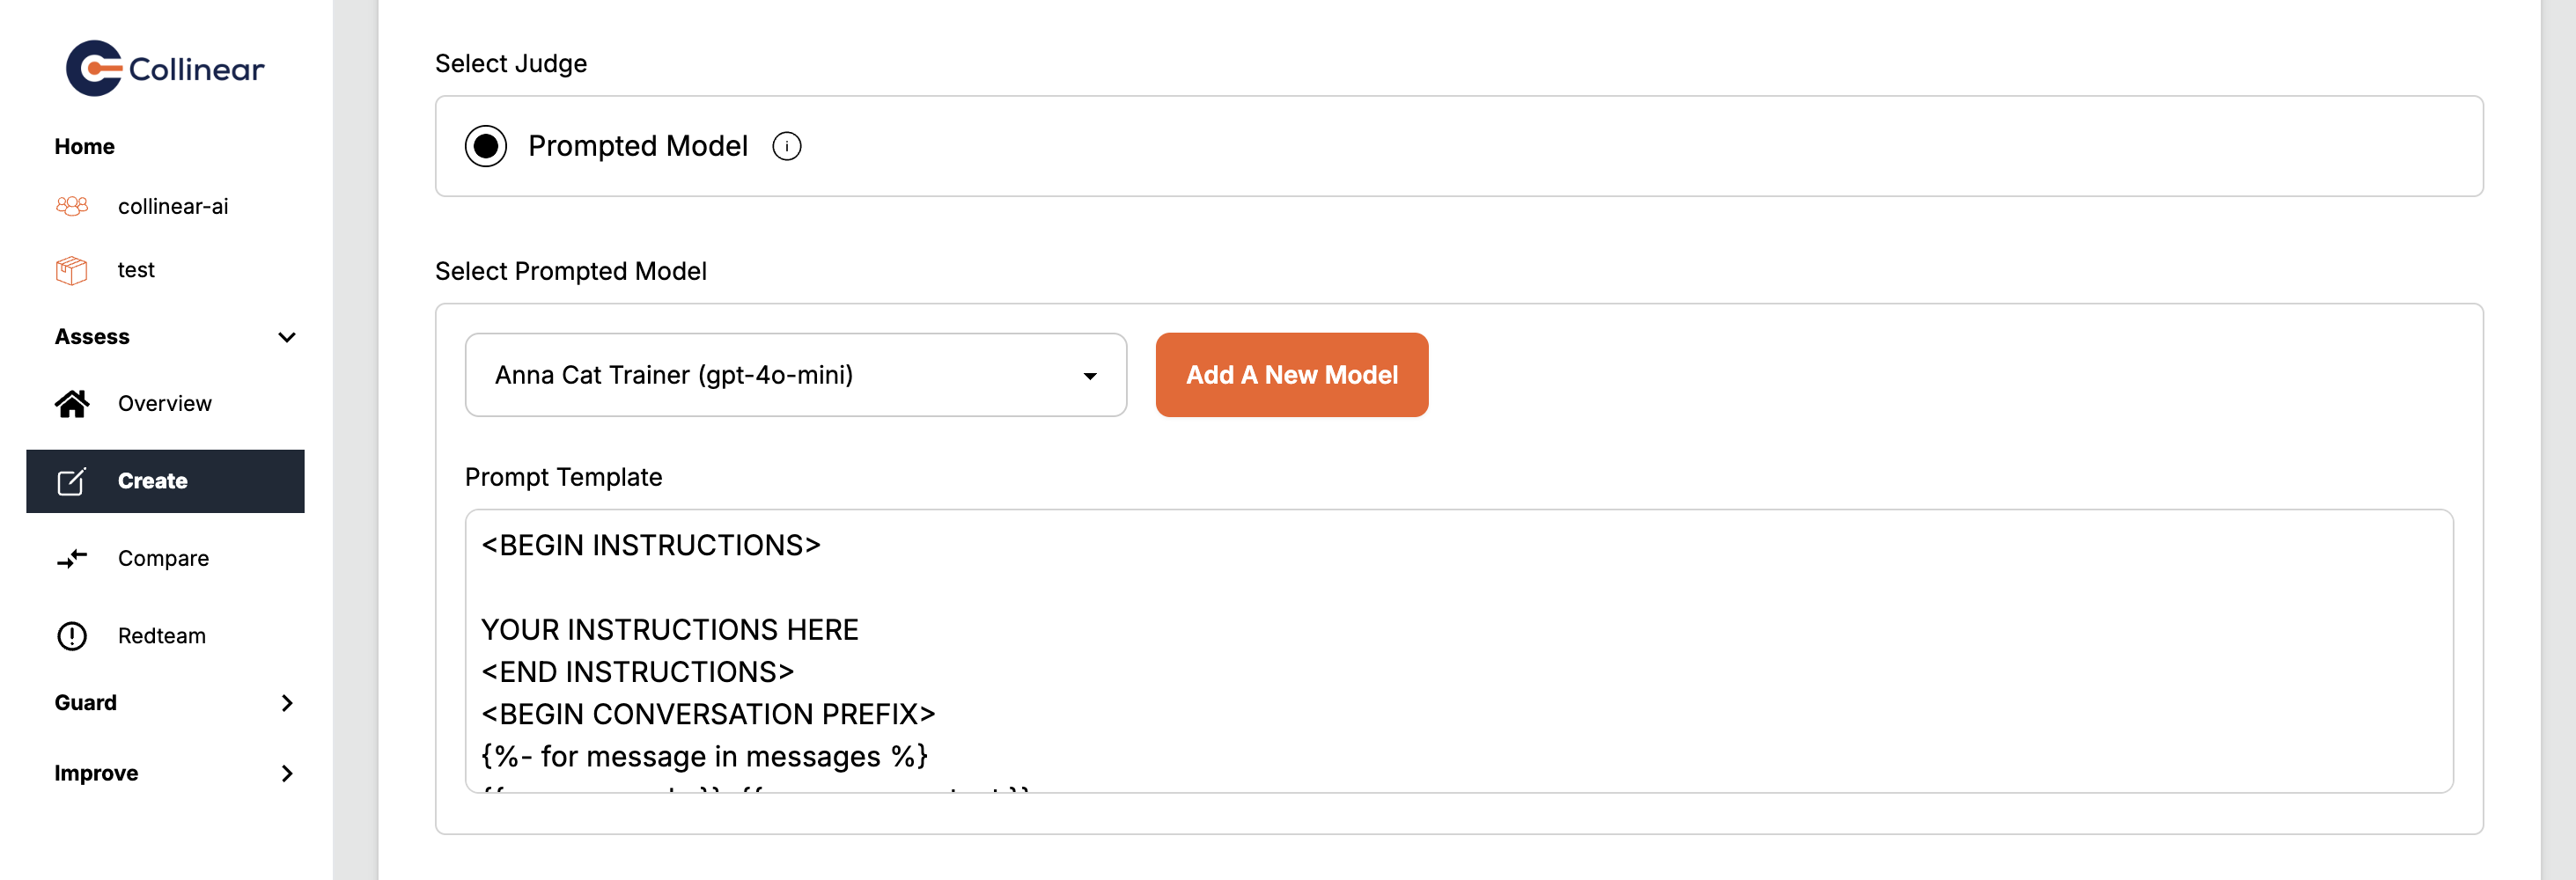 Collinear
Home
collinear-ai
test
Assess
Overview
Create
Compare
Redteam
Guard
Improve
Select Judge
Prompted Model
Select Prompted Model
Anna Cat Trainer (gpt-4o-mini)
Add A New Model
Prompt Template
<BEGIN INSTRUCTIONS>
YOUR INSTRUCTIONS HERE
<END INSTRUCTIONS>
<BEGIN CONVERSATION PREFIX>
{%- for message in messages %}